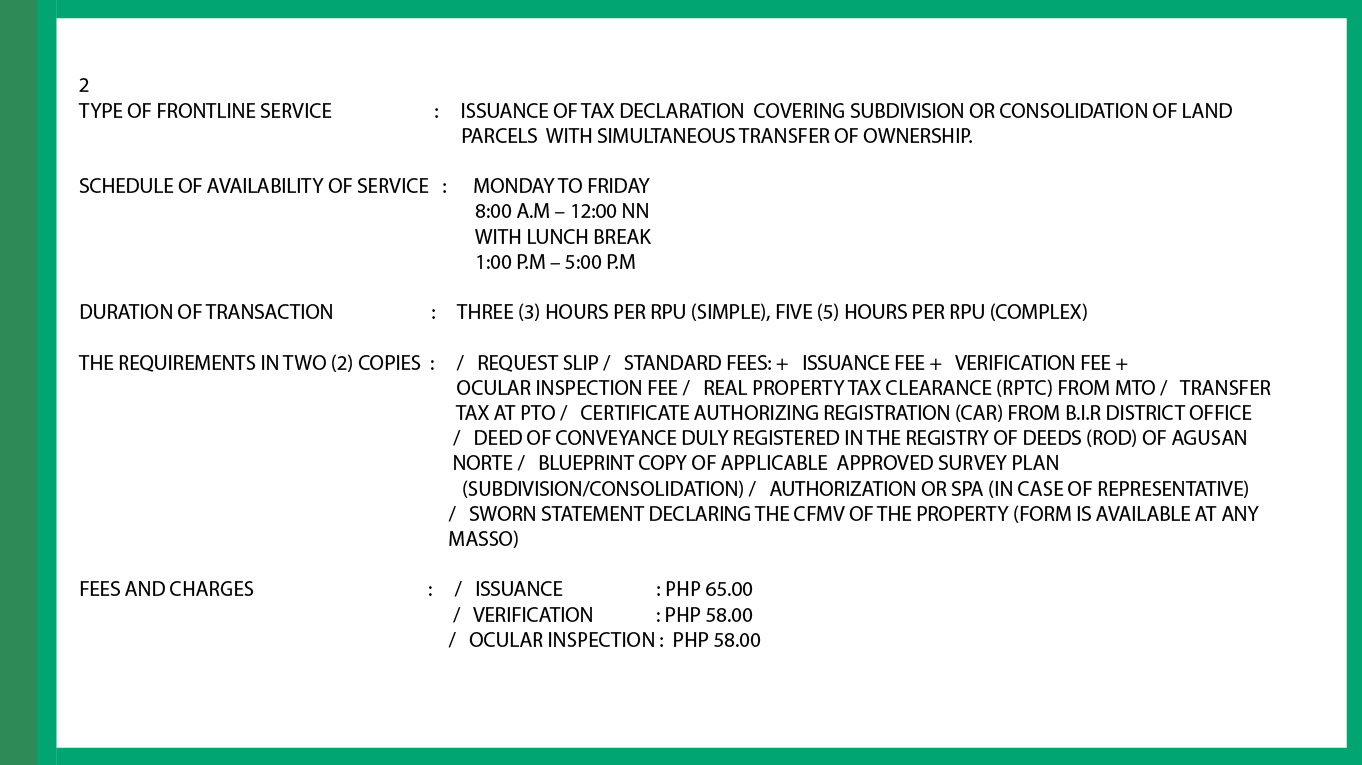 2
TYPE OF FRONTLINE SERVICE : ISSUANCE OF TAX DECLARATION COVERING SUBDIVISION OR CONSOLIDATION OF LAND
PARCELS WITH SIMULTANEOUS TRANSFER OF OWNERSHIP.
SCHEDULE OF AVAILABILITY OF SERVICE : MONDAY TO FRIDAY
8:00 A.M – 12:00 NN
WITH LUNCH BREAK
1:00 P.M – 5:00 P.M
DURATION OF TRANSACTION : THREE (3) HOURS PER RPU (SIMPLE), FIVE (5) HOURS PER RPU (COMPLEX)
THE REQUIREMENTS IN TWO (2) COPIES : / REQUEST SLIP / STANDARD FEES: + ISSUANCE FEE + VERIFICATION FEE +
OCULAR INSPECTION FEE / REAL PROPERTY TAX CLEARANCE (RPTC) FROM MTO / TRANSFER
TAX AT PTO / CERTIFICATE AUTHORIZING REGISTRATION (CAR) FROM B.I.R DISTRICT OFFICE
/ DEED OF CONVEYANCE DULY REGISTERED IN THE REGISTRY OF DEEDS (ROD) OF AGUSAN
NORTE / BLUEPRINT COPY OF APPLICABLE APPROVED SURVEY PLAN
(SUBDIVISION/CONSOLIDATION) / AUTHORIZATION OR SPA (IN CASE OF REPRESENTATIVE)
/ SWORN STATEMENT DECLARING THE CFMV OF THE PROPERTY (FORM IS AVAILABLE AT ANY
MASSO)
FEES AND CHARGES : / ISSUANCE : PHP 65.00
/ VERIFICATION : PHP 58.00
/ OCULAR INSPECTION : PHP 58.00